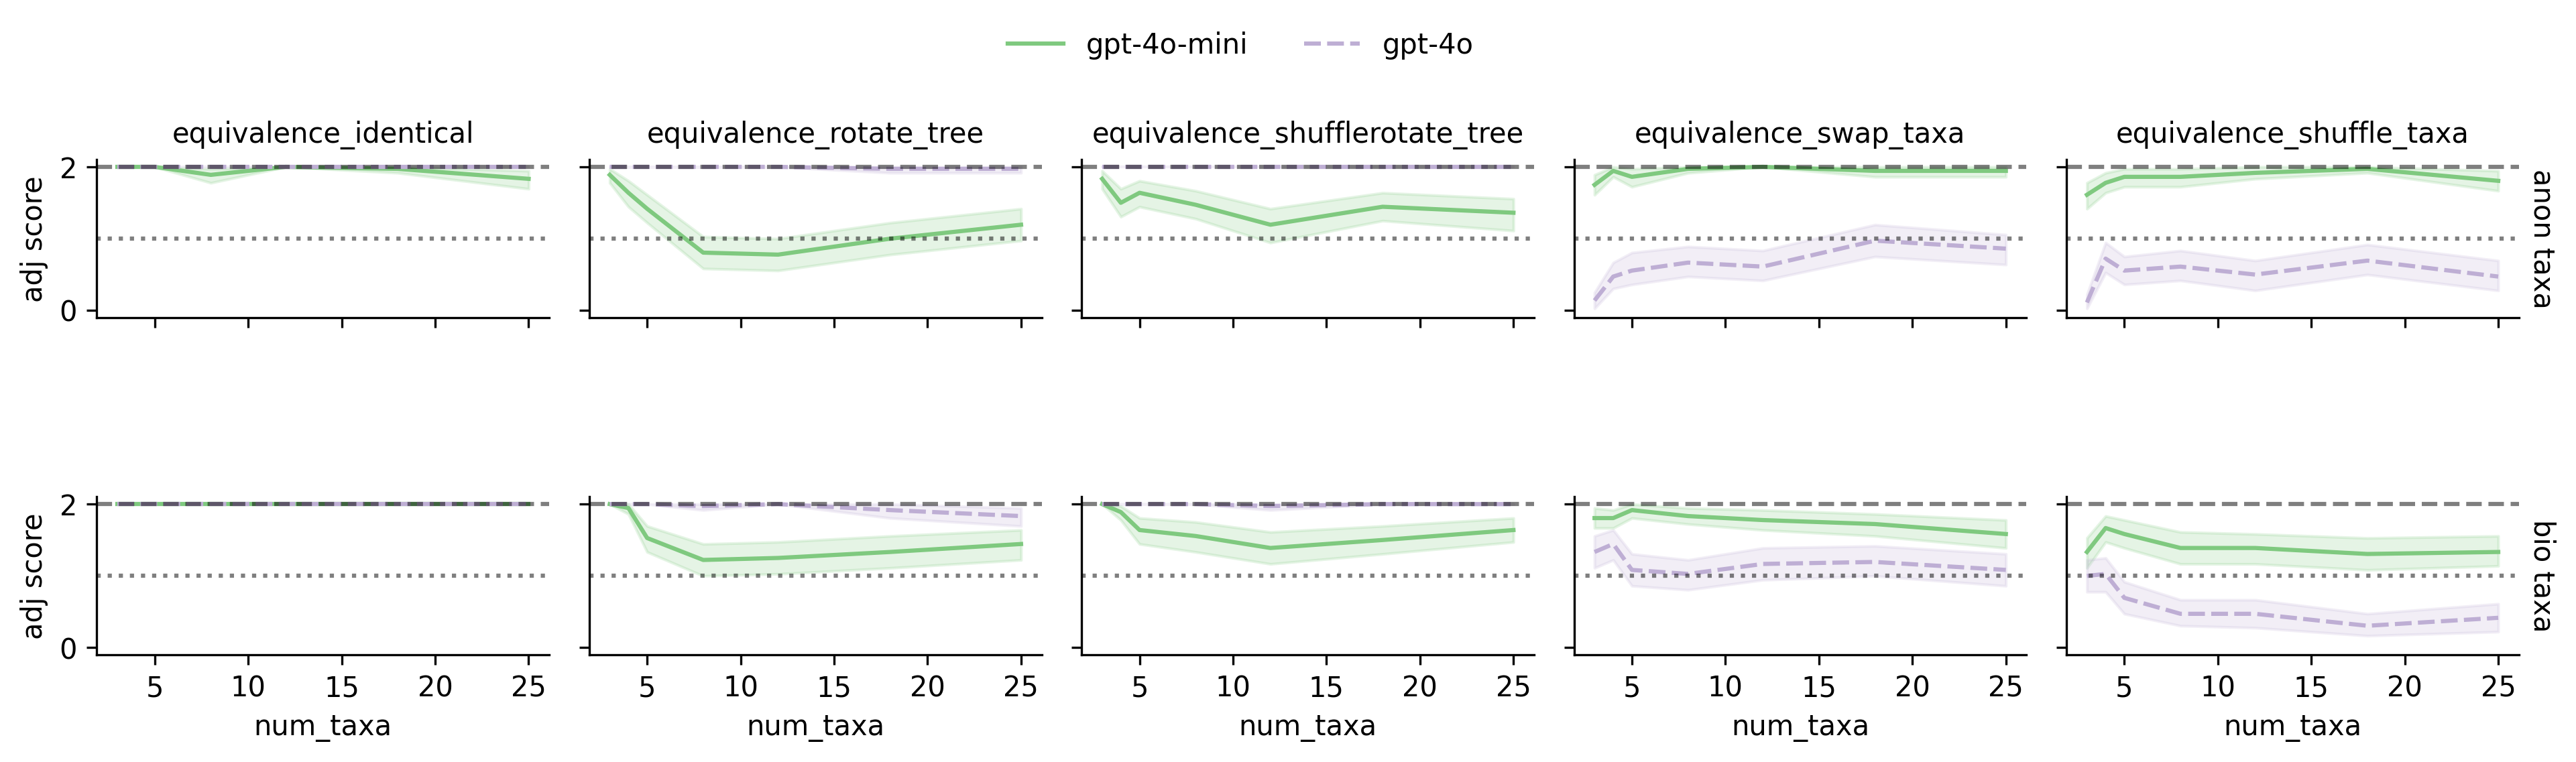 gpt-4o-mini gpt-4o
equivalence_identical equivalence_rotate_tree equivalence_shufflerotate_tree equivalence_swap_taxa equivalence_shuffle_taxa
2
adj score
0
anon taxa
2
adj score
0
bio taxa
5 10 15 20 25 5 10 15 20 25 5 10 15 20 25 5 10 15 20 25 5 10 15 20 25
num_taxa num_taxa num_taxa num_taxa num_taxa